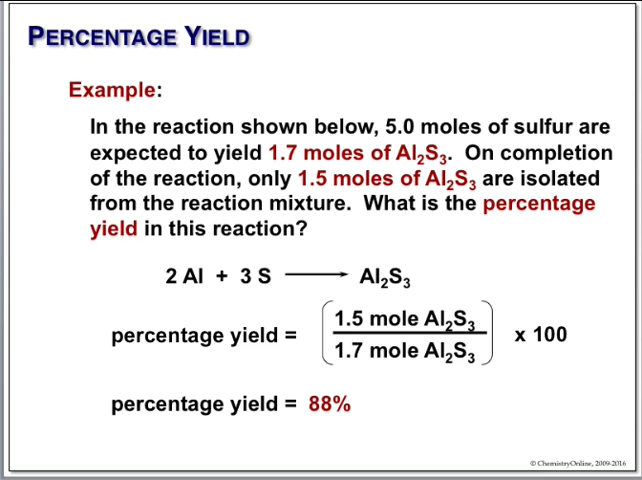 PERCENTAGE YIELD
Example:
In the reaction shown below, 5.0 moles of sulfur are
expected to yield 1.7 moles of Al₂S₃. On completion
of the reaction, only 1.5 moles of Al₂S₃ are isolated
from the reaction mixture. What is the percentage
yield in this reaction?
2 Al + 3 S ⟶ Al₂S₃
1.5 mole Al₂S₃
percentage yield = x 100
1.7 mole Al₂S₃
percentage yield = 88%
© ChemistryOnline, 2009-2016